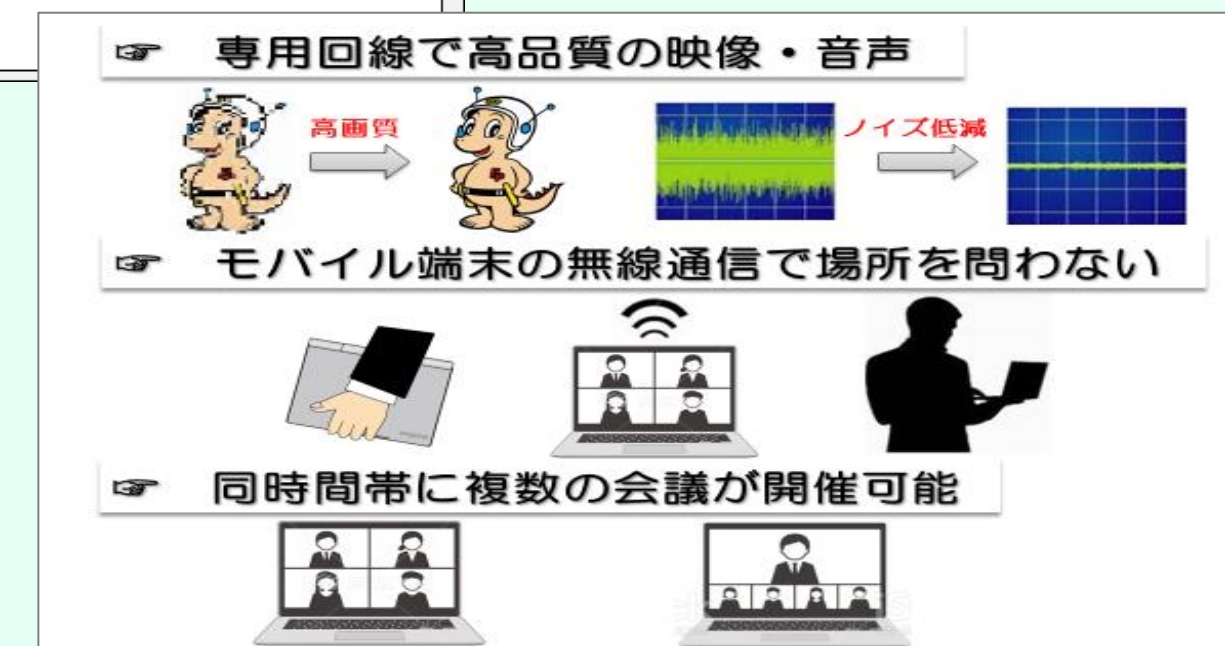 ☞ 専用回線で高品質の映像・音声
高画質
ノイズ低減
☞ モバイル端末の無線通信で場所を問わない
☞ 同時間帯に複数の会議が開催可能